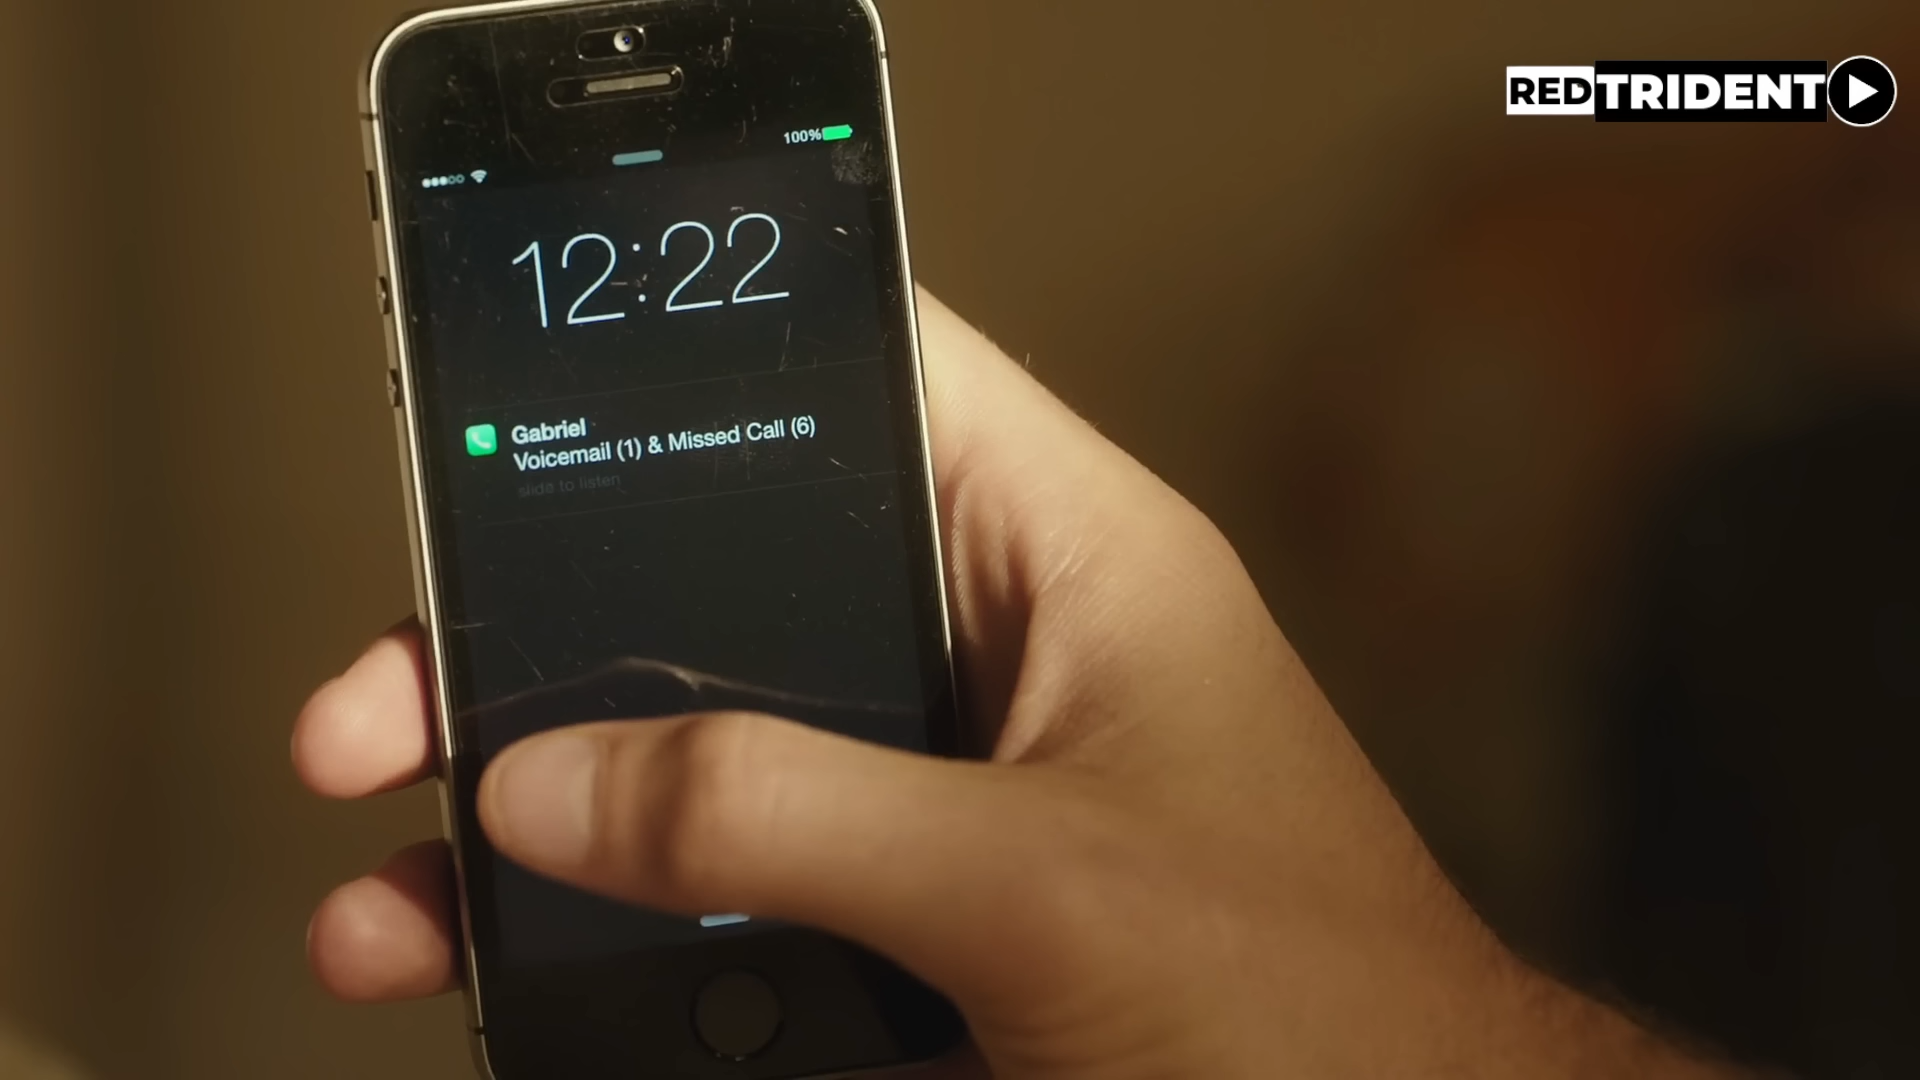 REDTRIDENT
100%
12:22
Gabriel
Voicemail (1) & Missed Call (6)
slide to listen